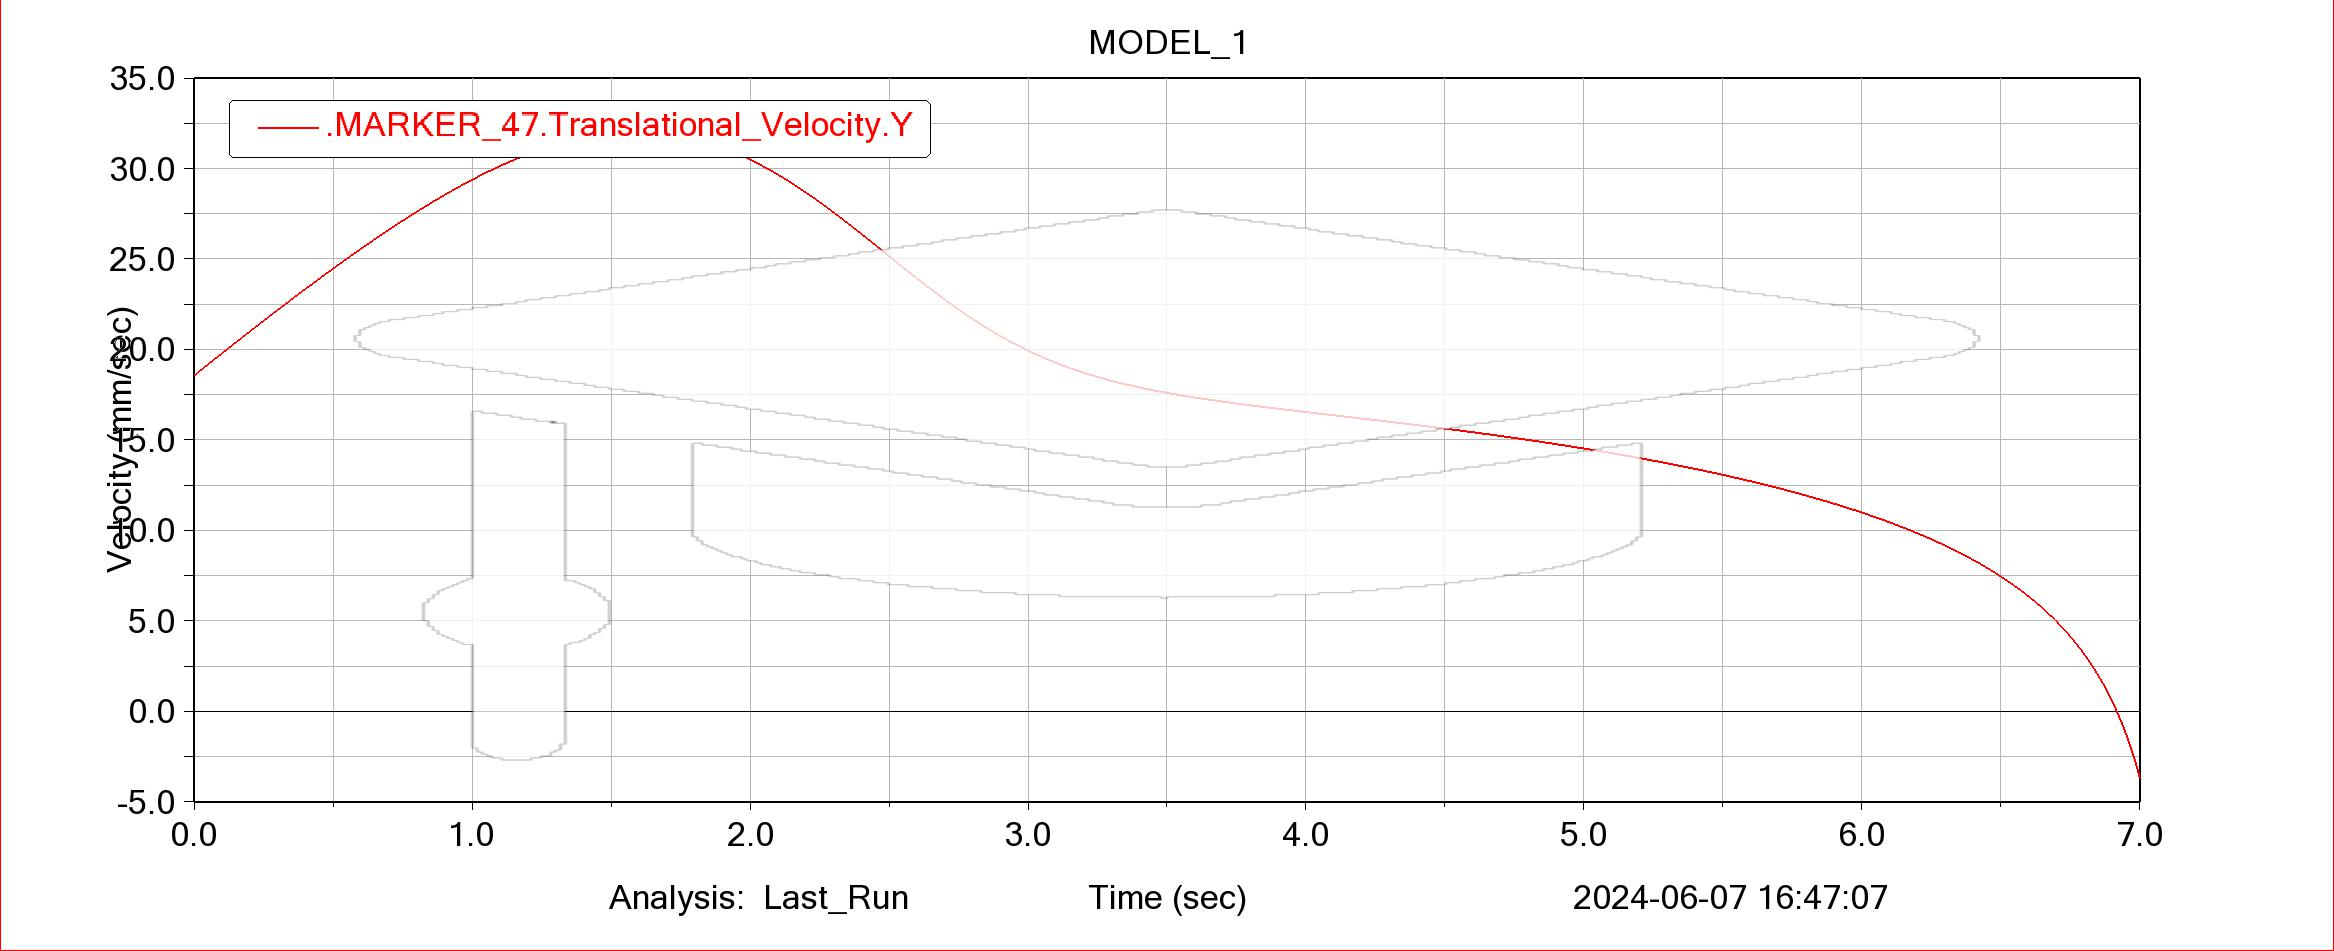 MODEL_1
35.0
.MARKER_47.Translational_Velocity.Y
30.0
25.0
20.0
15.0
10.0
5.0
0.0
-5.0
Velocity (mm/sec)
0.0 1.0 2.0 3.0 4.0 5.0 6.0 7.0
Analysis: Last_Run Time (sec) 2024-06-07 16:47:07